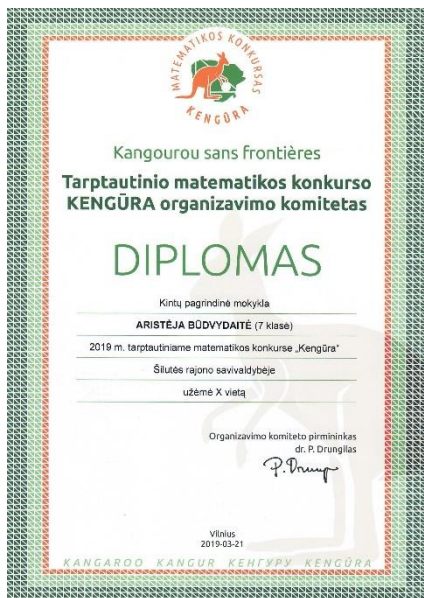 MATEMATIKOS KONKURSAS
KENGŪRA
Kangourou sans frontières
Tarptautinio matematikos konkurso
KENGŪRA organizavimo komitetas
DIPLOMAS
Kintų pagrindinė mokykla
ARISTĖJA BŪDVYDAITĖ (7 klasė)
2019 m. tarptautiniame matematikos konkurse „Kengūra“
Šilutės rajono savivaldybėje
užėmė X vietą
Organizavimo komiteto pirmininkas
dr. P. Drungilas
Vilnius
2019-03-21
KANGAROO KANGUR КЕНГУРУ KENGŪRA